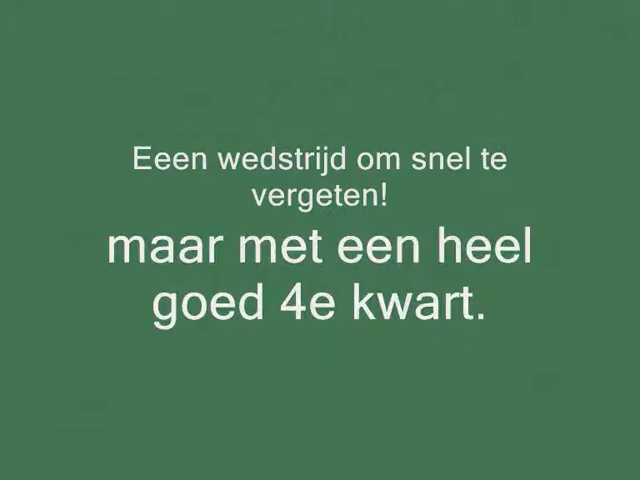 Eeen wedstrijd om snel te
vergeten!
maar met een heel
goed 4e kwart.